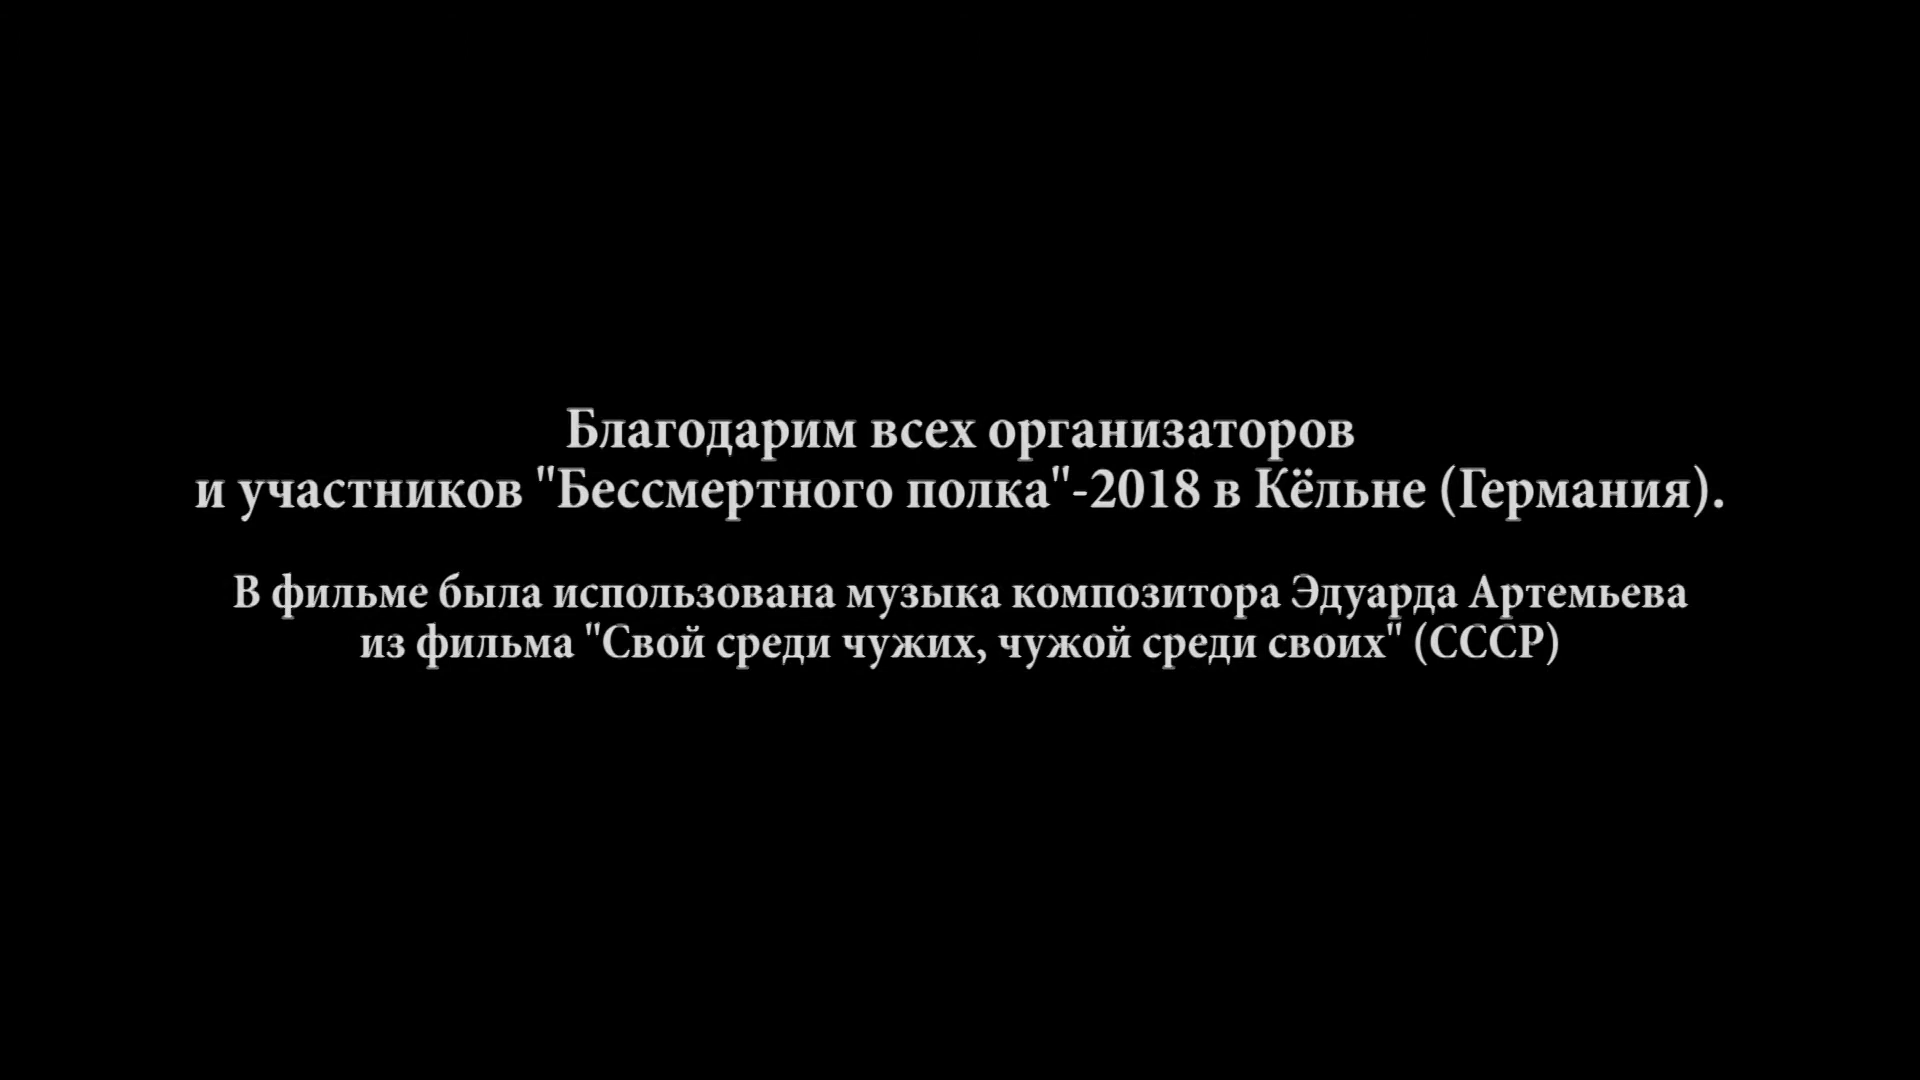 Благодарим всех организаторов
и участников "Бессмертного полка"-2018 в Кёльне (Германия).
В фильме была использована музыка композитора Эдуарда Артемьева
из фильма "Свой среди чужих, чужой среди своих" (СССР)